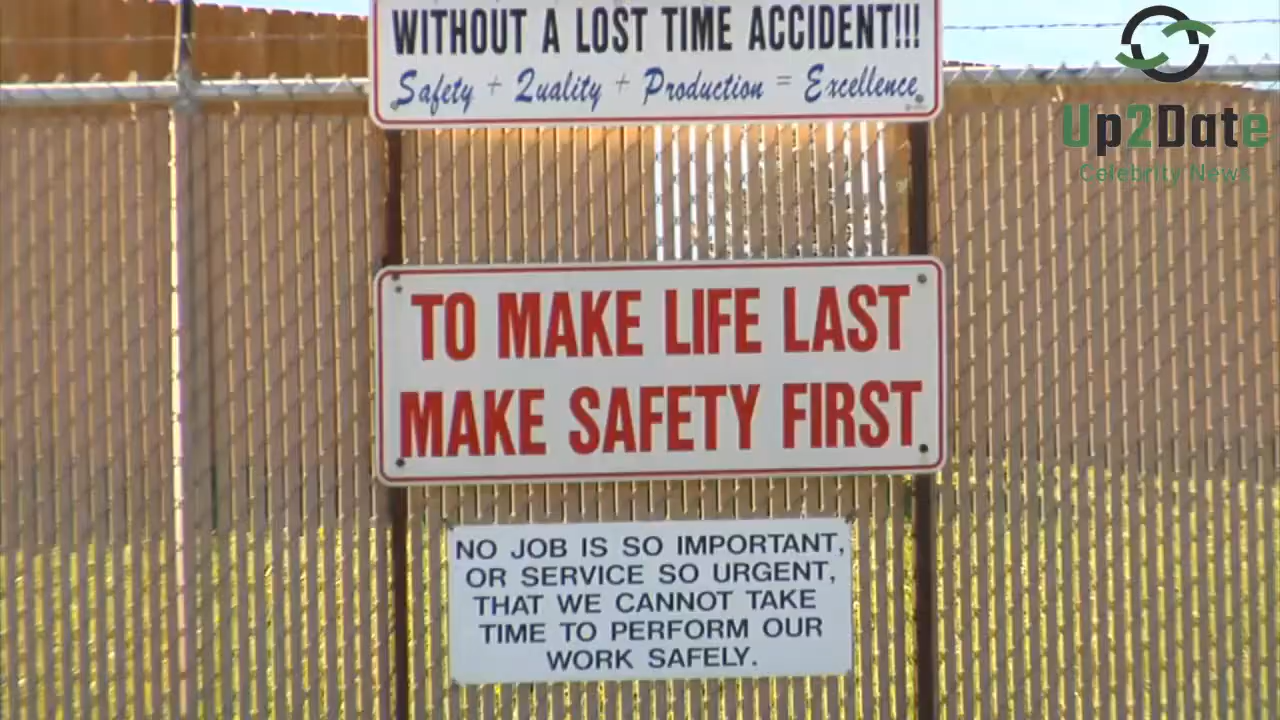 WITHOUT A LOST TIME ACCIDENT!!!
Safety + Quality + Production = Excellence
Up2Date
Celebrity News
TO MAKE LIFE LAST
MAKE SAFETY FIRST
NO JOB IS SO IMPORTANT,
OR SERVICE SO URGENT,
THAT WE CANNOT TAKE
TIME TO PERFORM OUR
WORK SAFELY.